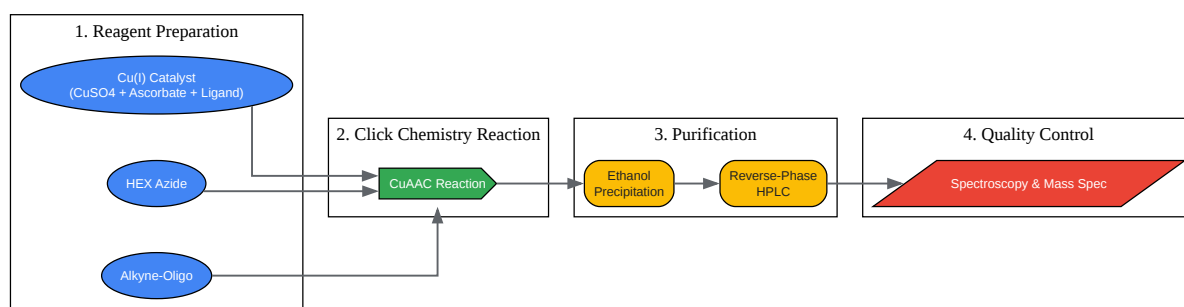 1. Reagent Preparation
Cu(I) Catalyst
(CuSO4 + Ascorbate + Ligand)
HEX Azide
Alkyne-Oligo
2. Click Chemistry Reaction
CuAAC Reaction
3. Purification
Ethanol
Precipitation
Reverse-Phase
HPLC
4. Quality Control
Spectroscopy & Mass Spec